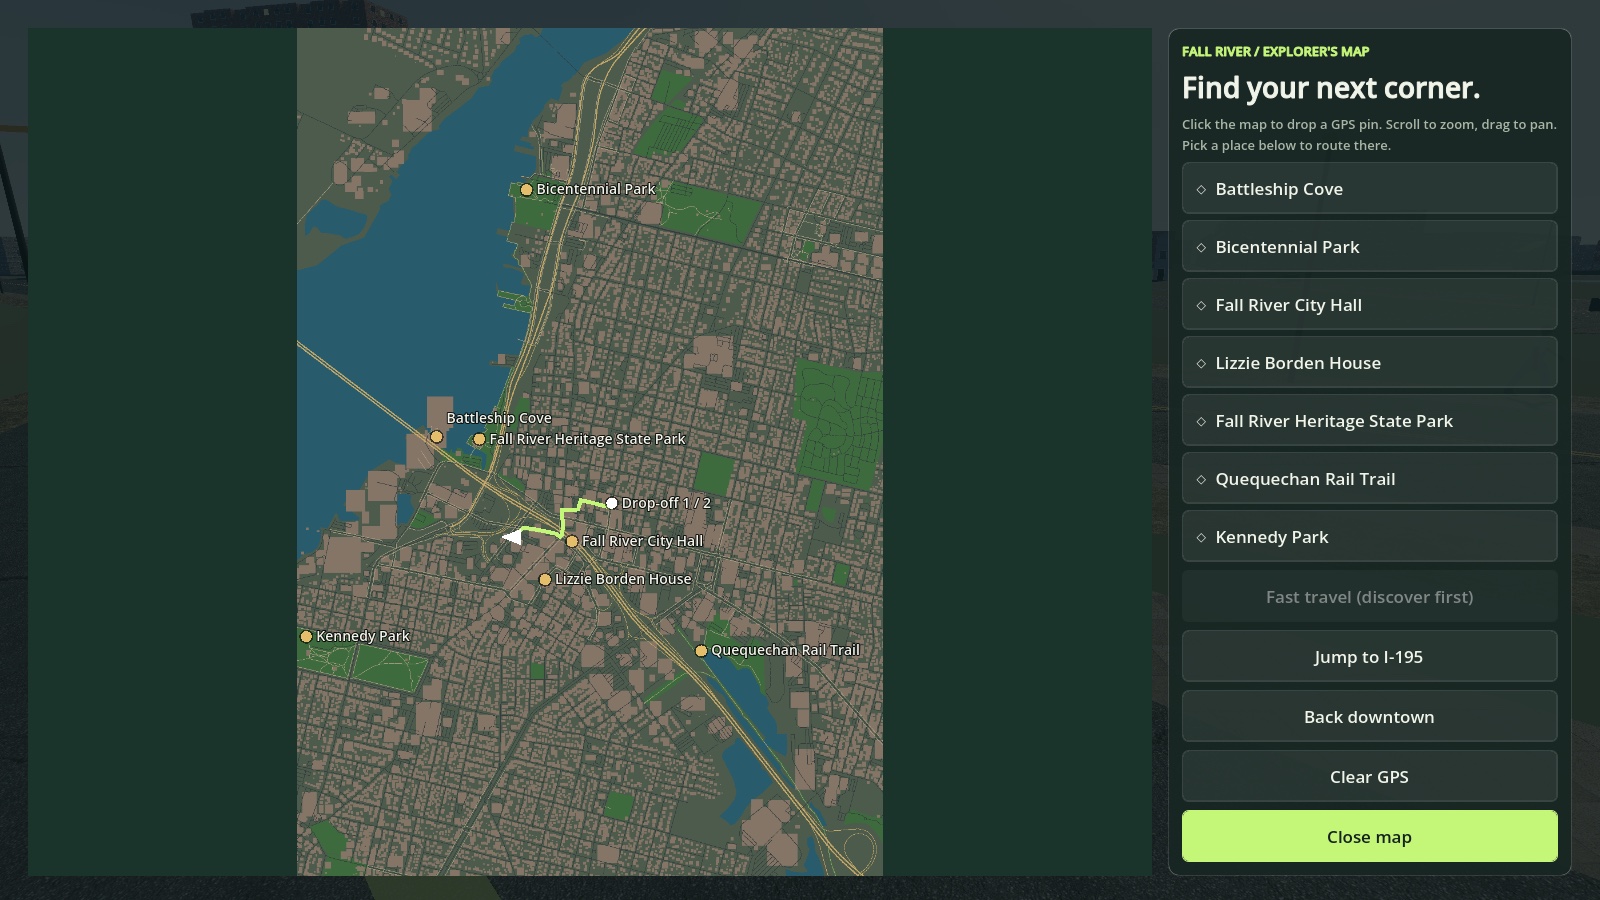 Bicentennial Park
Battleship Cove
Fall River Heritage State Park
Drop-off 1 / 2
Fall River City Hall
Lizzie Borden House
Kennedy Park
Quequechan Rail Trail
FALL RIVER / EXPLORER'S MAP
Find your next corner.
Click the map to drop a GPS pin. Scroll to zoom, drag to pan.
Pick a place below to route there.
Battleship Cove
Bicentennial Park
Fall River City Hall
Lizzie Borden House
Fall River Heritage State Park
Quequechan Rail Trail
Kennedy Park
Fast travel (discover first)
Jump to I-195
Back downtown
Clear GPS
Close map